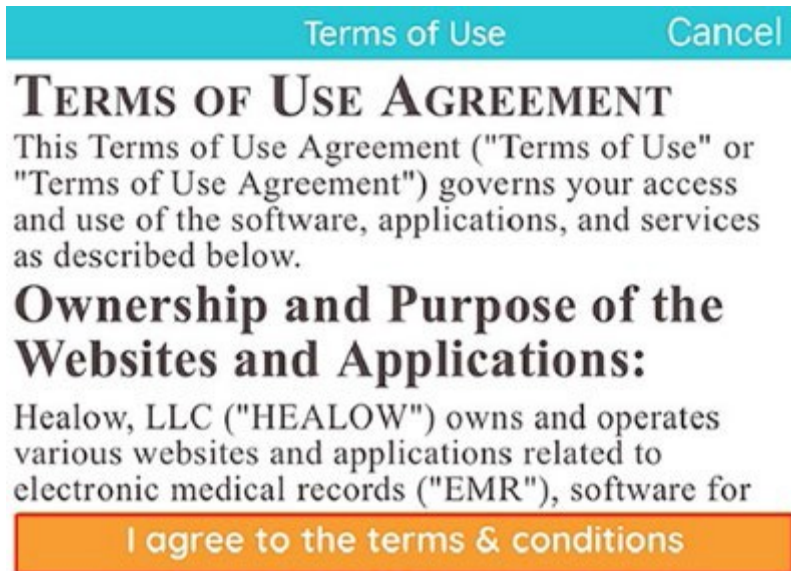 Terms of Use Cancel
TERMS OF USE AGREEMENT
This Terms of Use Agreement ("Terms of Use" or
"Terms of Use Agreement") governs your access
and use of the software, applications, and services
as described below.
Ownership and Purpose of the
Websites and Applications:
Healow, LLC ("HEALOW") owns and operates
various websites and applications related to
electronic medical records ("EMR"), software for
I agree to the terms & conditions